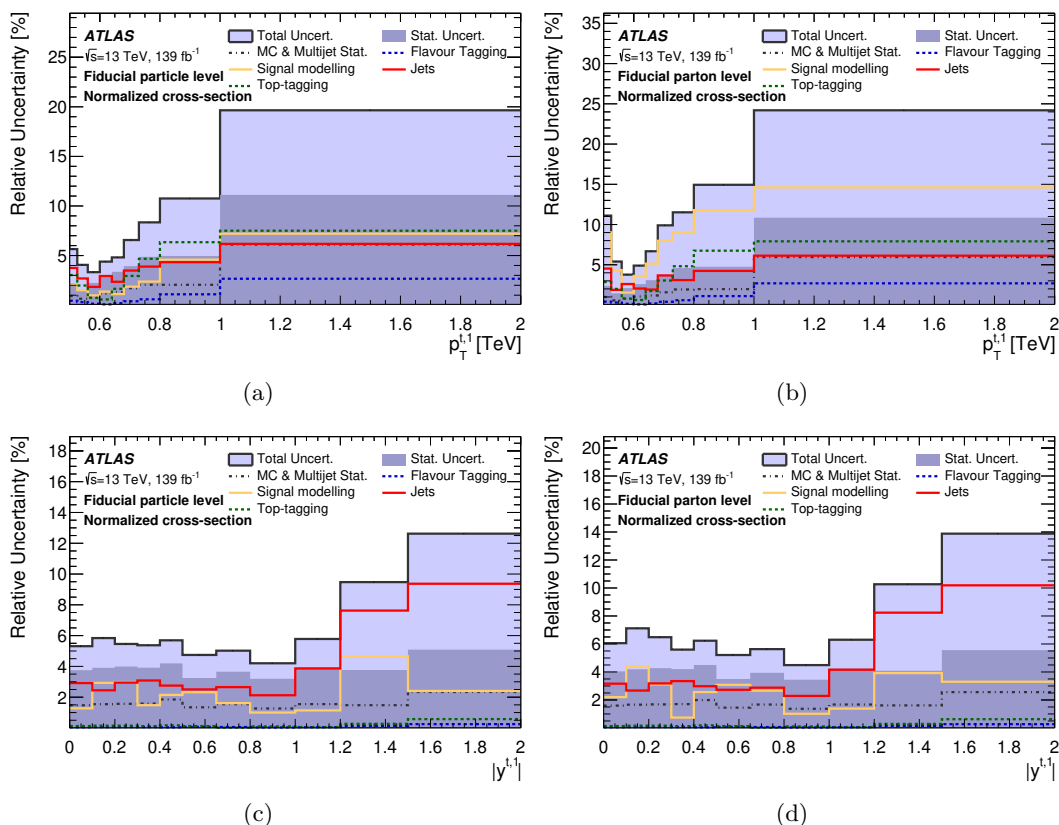 Relative Uncertainty [%]
ATLAS
√s=13 TeV, 139 fb-1
Fiducial particle level
Normalized cross-section
Total Uncert.
Stat. Uncert.
MC & Multijet Stat.
Flavour Tagging
Signal modelling
Jets
Top-tagging
25
20
15
10
5
0.6 0.8 1 1.2 1.4 1.6 1.8 2
p_T^{t,1} [TeV]
(a)
Relative Uncertainty [%]
ATLAS
√s=13 TeV, 139 fb-1
Fiducial parton level
Normalized cross-section
Total Uncert.
Stat. Uncert.
MC & Multijet Stat.
Flavour Tagging
Signal modelling
Jets
Top-tagging
35
30
25
20
15
10
5
0.6 0.8 1 1.2 1.4 1.6 1.8 2
p_T^{t,1} [TeV]
(b)
Relative Uncertainty [%]
ATLAS
√s=13 TeV, 139 fb-1
Fiducial particle level
Normalized cross-section
Total Uncert.
Stat. Uncert.
MC & Multijet Stat.
Flavour Tagging
Signal modelling
Jets
Top-tagging
18
16
14
12
10
8
6
4
2
0 0.2 0.4 0.6 0.8 1 1.2 1.4 1.6 1.8 2
|y^{t,1}|
(c)
Relative Uncertainty [%]
ATLAS
√s=13 TeV, 139 fb-1
Fiducial parton level
Normalized cross-section
Total Uncert.
Stat. Uncert.
MC & Multijet Stat.
Flavour Tagging
Signal modelling
Jets
Top-tagging
20
18
16
14
12
10
8
6
4
2
0 0.2 0.4 0.6 0.8 1 1.2 1.4 1.6 1.8 2
|y^{t,1}|
(d)